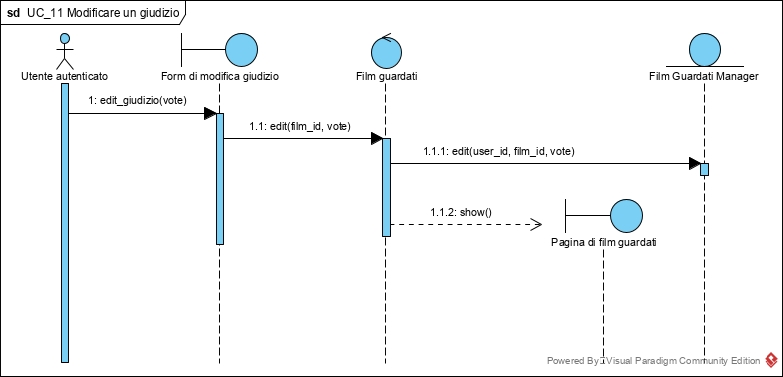 sd UC_11 Modificare un giudizio
Utente autenticato
Form di modifica giudizio
Film guardati
Film Guardati Manager
1: edit_giudizio(vote)
1.1: edit(film_id, vote)
1.1.1: edit(user_id, film_id, vote)
1.1.2: show()
Pagina di film guardati
Powered By Visual Paradigm Community Edition